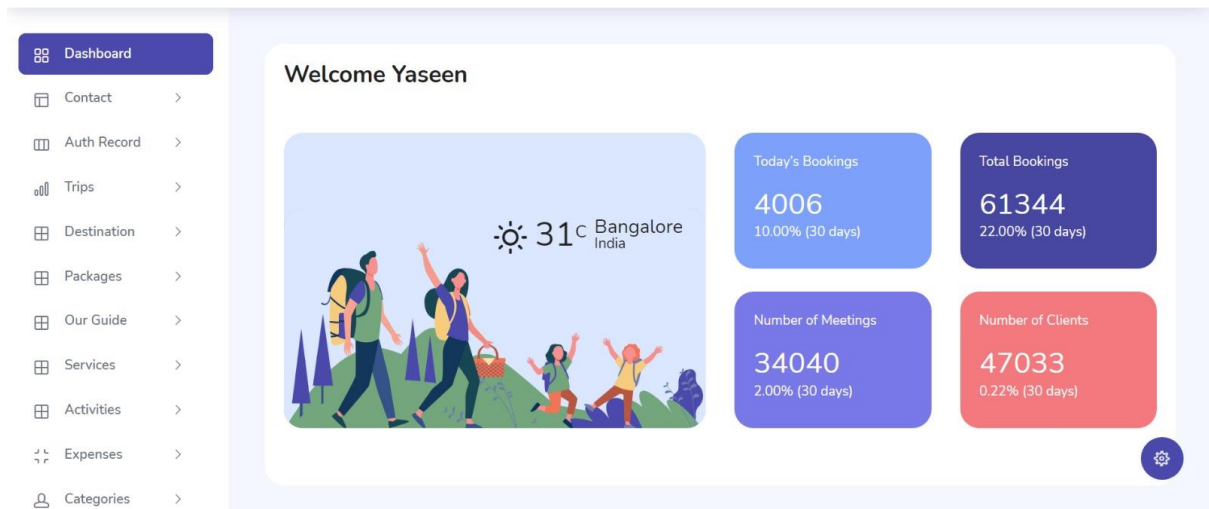 Dashboard
Contact
Auth Record
Trips
Destination
Packages
Our Guide
Services
Activities
Expenses
Categories
Welcome Yaseen
31C Bangalore
India
Today's Bookings
4006
10.00% (30 days)
Total Bookings
61344
22.00% (30 days)
Number of Meetings
34040
2.00% (30 days)
Number of Clients
47033
0.22% (30 days)